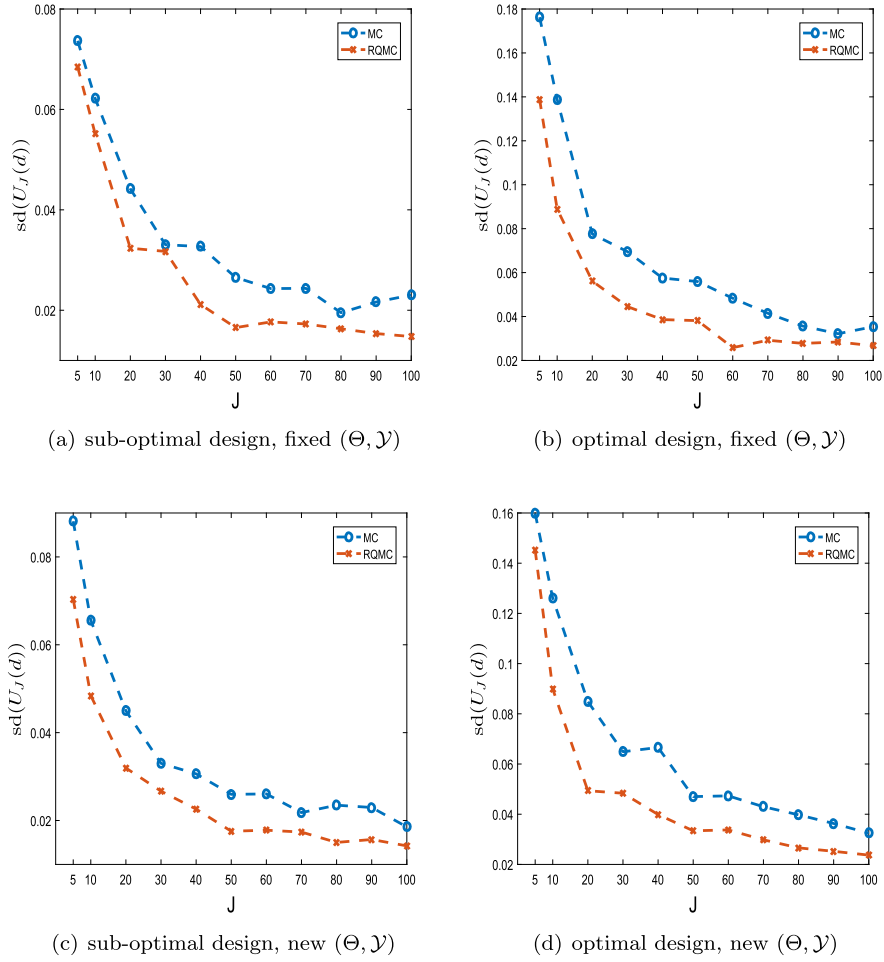 0.08
0.06
0.04
0.02
sd(U_J(d))
MC
RQMC
5 10 20 30 40 50 60 70 80 90 100
J
(a) sub-optimal design, fixed (Θ, 𝒴)
0.18
0.16
0.14
0.12
0.1
0.08
0.06
0.04
0.02
sd(U_J(d))
MC
RQMC
5 10 20 30 40 50 60 70 80 90 100
J
(b) optimal design, fixed (Θ, 𝒴)
0.08
0.06
0.04
0.02
sd(U_J(d))
MC
RQMC
5 10 20 30 40 50 60 70 80 90 100
J
(c) sub-optimal design, new (Θ, 𝒴)
0.16
0.14
0.12
0.1
0.08
0.06
0.04
0.02
sd(U_J(d))
MC
RQMC
5 10 20 30 40 50 60 70 80 90 100
J
(d) optimal design, new (Θ, 𝒴)